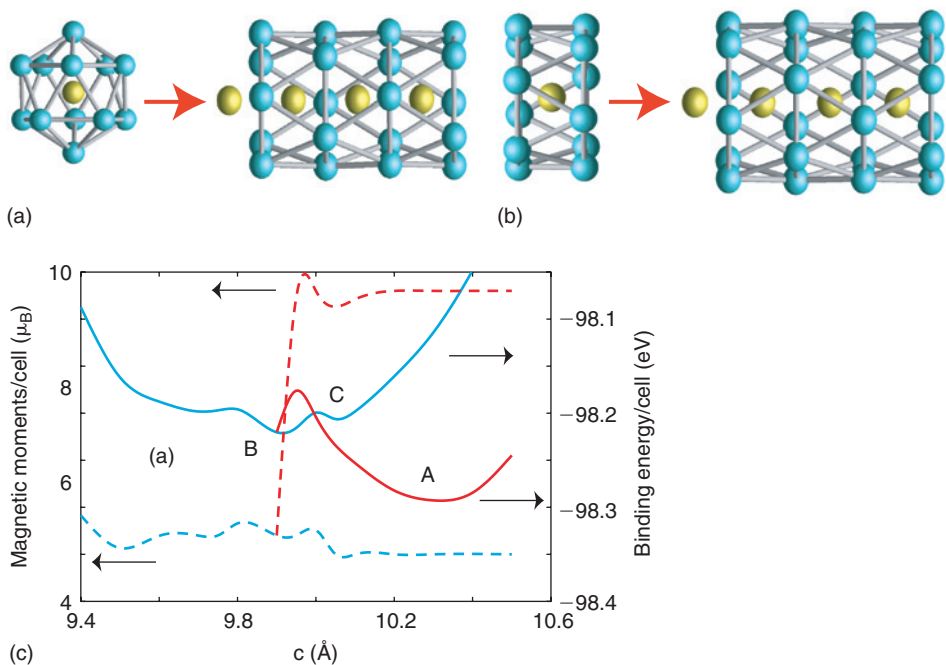 (a)
(b)
10
8
6
4
Magnetic moments/cell (μB)
B
C
A
(a)
−98.1
−98.2
−98.3
−98.4
Binding energy/cell (eV)
9.4
9.8
10.2
10.6
c (Å)
(c)